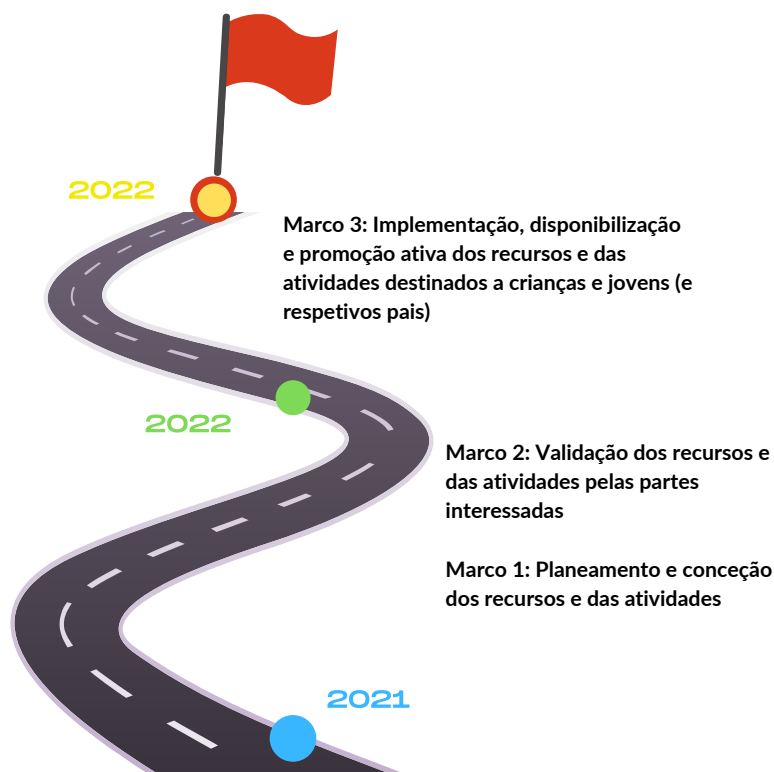 2022
Marco 3: Implementação, disponibilização
e promoção ativa dos recursos e das
atividades destinados a crianças e jovens (e
respetivos pais)
2022
Marco 2: Validação dos recursos e
das atividades pelas partes
interessadas
Marco 1: Planeamento e conceção
dos recursos e das atividades
2021